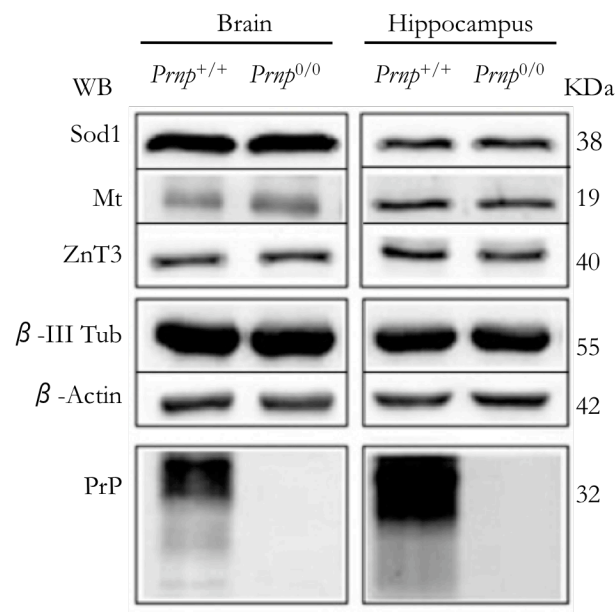 Brain Hippocampus
WB Prnp+/+ Prnp0/0 Prnp+/+ Prnp0/0 KDa
Sod1 38
Mt 19
ZnT3 40
β-III Tub 55
β-Actin 42
PrP 32